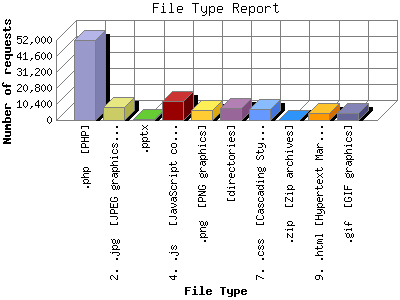 File Type Report
Number of requests
52,000
41,600
31,200
20,800
10,400
0
.php [PHP]
2. .jpg [JPEG graphics...
.pptx
4. .js [JavaScript co...
.png [PNG graphics]
[directories]
7. .css [Cascading Sty...
.zip [Zip archives]
9. .html [Hypertext Mar...
.gif [GIF graphics]
File Type